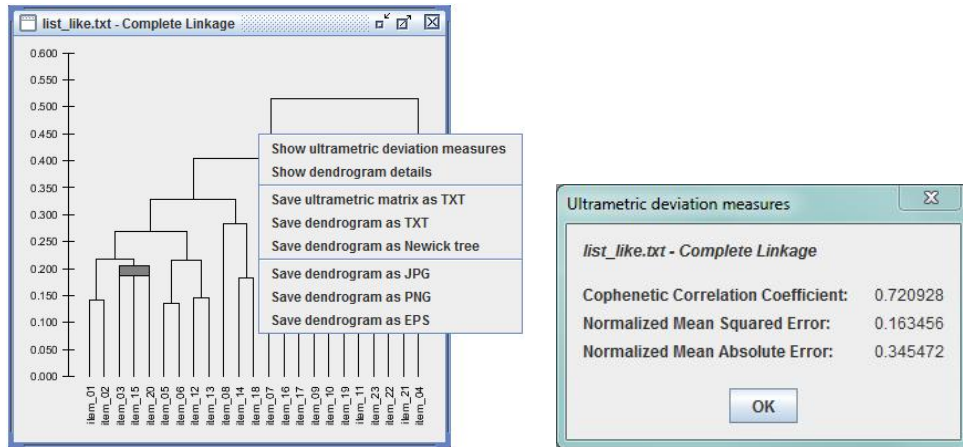 list_like.txt - Complete Linkage
0.600
0.550
0.500
0.450
0.400
0.350
0.300
0.250
0.200
0.150
0.100
0.050
0.000
item_01
item_02
item_03
item_15
item_20
item_05
item_06
item_12
item_13
item_08
item_14
item_18
item_07
item_16
item_17
item_09
item_10
item_19
item_11
item_23
item_22
item_21
item_04
Show ultrametric deviation measures
Show dendrogram details
Save ultrametric matrix as TXT
Save dendrogram as TXT
Save dendrogram as Newick tree
Save dendrogram as JPG
Save dendrogram as PNG
Save dendrogram as EPS
Ultrametric deviation measures
list_like.txt - Complete Linkage
Cophenetic Correlation Coefficient: 0.720928
Normalized Mean Squared Error: 0.163456
Normalized Mean Absolute Error: 0.345472
OK